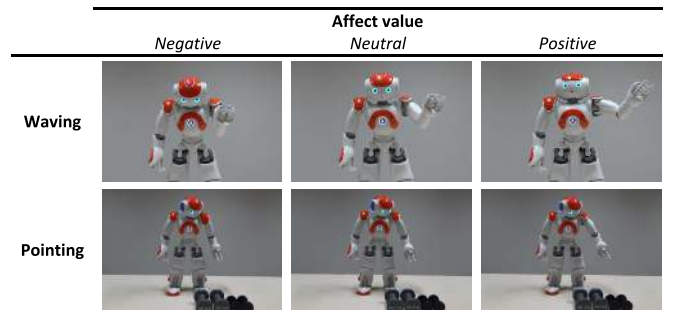 Affect value
Negative Neutral Positive
Waving
Pointing